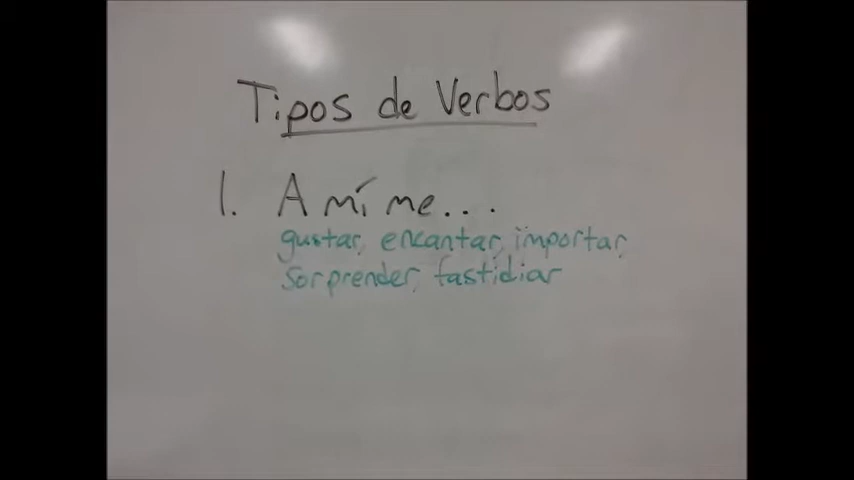 Tipos de Verbos
1. A mí me...
gustar, encantar, importar,
sorprender, fastidiar